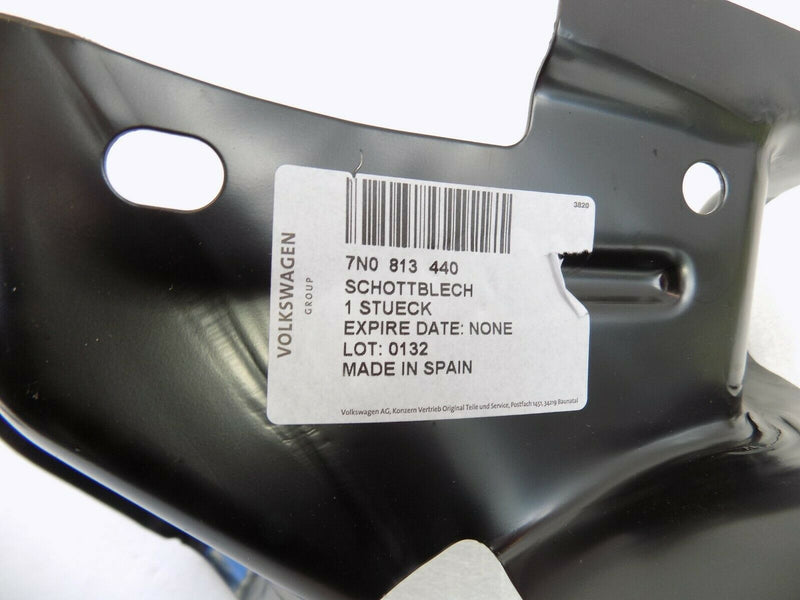 3820
VOLKSWAGEN
GROUP
7N0 813 440
SCHOTTBLECH
1 STUECK
EXPIRE DATE: NONE
LOT: 0132
MADE IN SPAIN
Volkswagen AG, Konzern Vertrieb Original Teile und Service, Postfach 1451, 34219 Baunatal